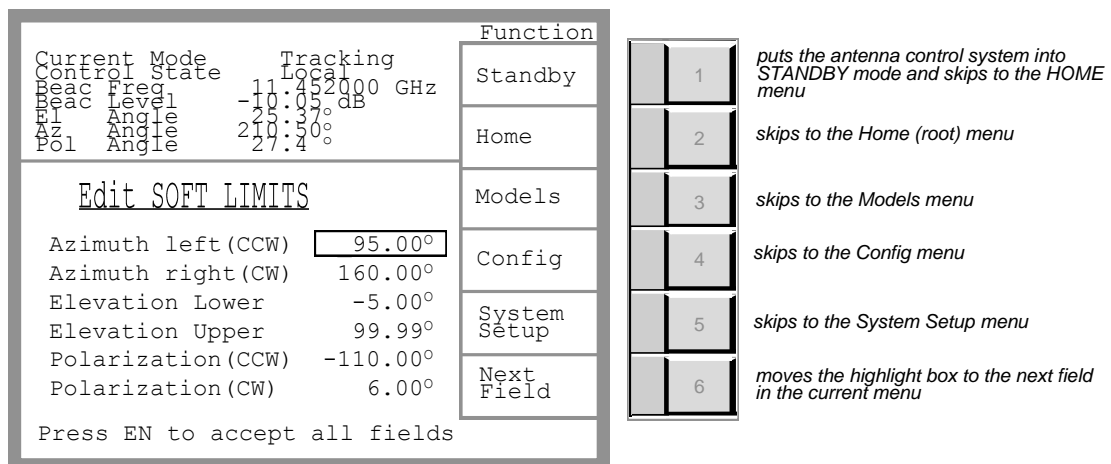 Function
Current Mode Tracking
Control State Local
Beac Freq 11.452000 GHz
Beac Level -10.05 dB
El Angle 25.37°
Az Angle 210.50°
Pol Angle 27.4 °
Edit SOFT LIMITS
Azimuth left(CCW) 95.00°
Azimuth right(CW) 160.00°
Elevation Lower -5.00°
Elevation Upper 99.99°
Polarization(CCW) -110.00°
Polarization(CW) 6.00°
Press EN to accept all fields
Standby
Home
Models
Config
System
Setup
Next
Field
1
puts the antenna control system into
STANDBY mode and skips to the HOME
menu
2
skips to the Home (root) menu
3
skips to the Models menu
4
skips to the Config menu
5
skips to the System Setup menu
6
moves the highlight box to the next field
in the current menu